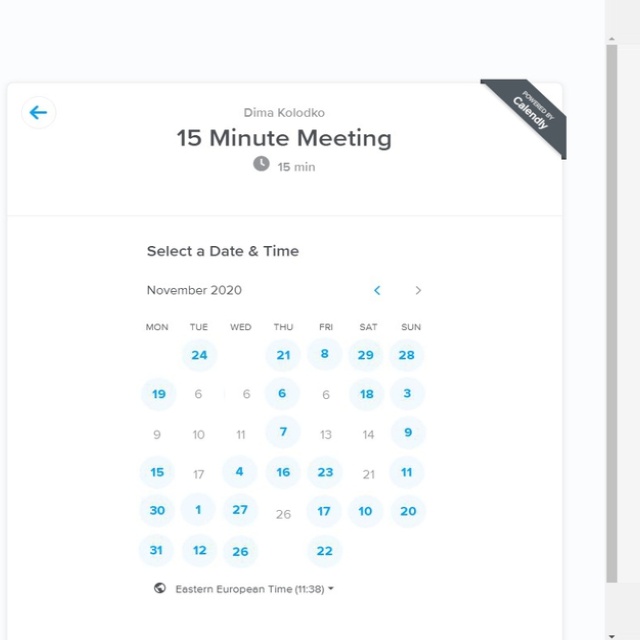 POWERED BY
Calendly
Dima Kolodko
15 Minute Meeting
15 min
Select a Date & Time
November 2020
MON TUE WED THU FRI SAT SUN
24 21 8 29 28
19 6 6 6 6 18 3
9 10 11 7 13 14 9
15 17 4 16 23 21 11
30 1 27 26 17 10 20
31 12 26 22
Eastern European Time (11:38)